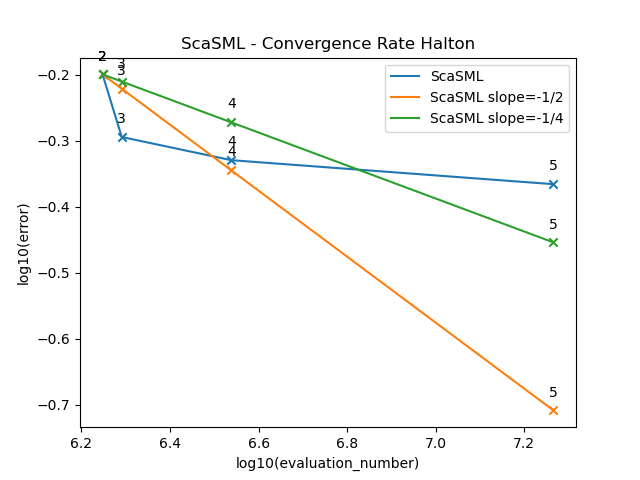 ScaSML - Convergence Rate Halton
log10(error)
−0.2
−0.3
−0.4
−0.5
−0.6
−0.7
2
3
3
3
4
4
4
5
5
5
ScaSML
ScaSML slope=-1/2
ScaSML slope=-1/4
6.2 6.4 6.6 6.8 7.0 7.2
log10(evaluation_number)